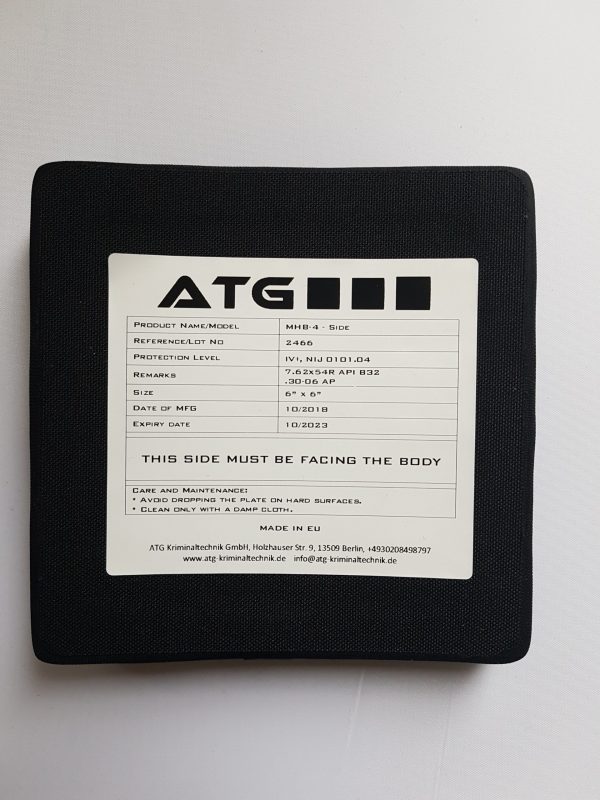 ATG
PRODUCT NAME/MODEL MHB-4 - SIDE
REFERENCE/LOT NO 2466
PROTECTION LEVEL IV+, NIJ 0101.04
REMARKS 7.62x54R API B32
.30-06 AP
SIZE 6" x 6"
DATE OF MFG 10/2018
EXPIRY DATE 10/2023
THIS SIDE MUST BE FACING THE BODY
CARE AND MAINTENANCE:
• AVOID DROPPING THE PLATE ON HARD SURFACES.
• CLEAN ONLY WITH A DAMP CLOTH.
MADE IN EU
ATG Kriminaltechnik GmbH, Holzhauser Str. 9, 13509 Berlin, +4930208498797
www.atg-kriminaltechnik.de info@atg-kriminaltechnik.de